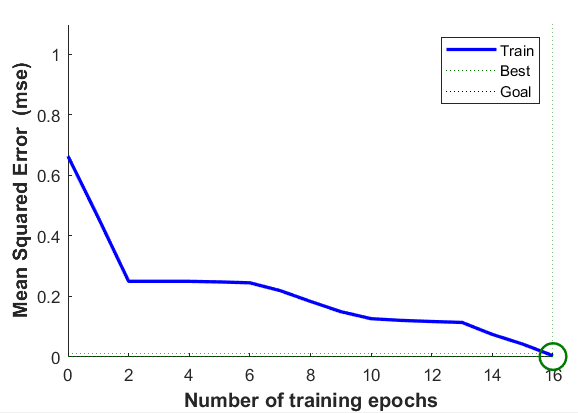 Train
Best
Goal
Mean Squared Error (mse)
1
0.8
0.6
0.4
0.2
0
0 2 4 6 8 10 12 14 16
Number of training epochs